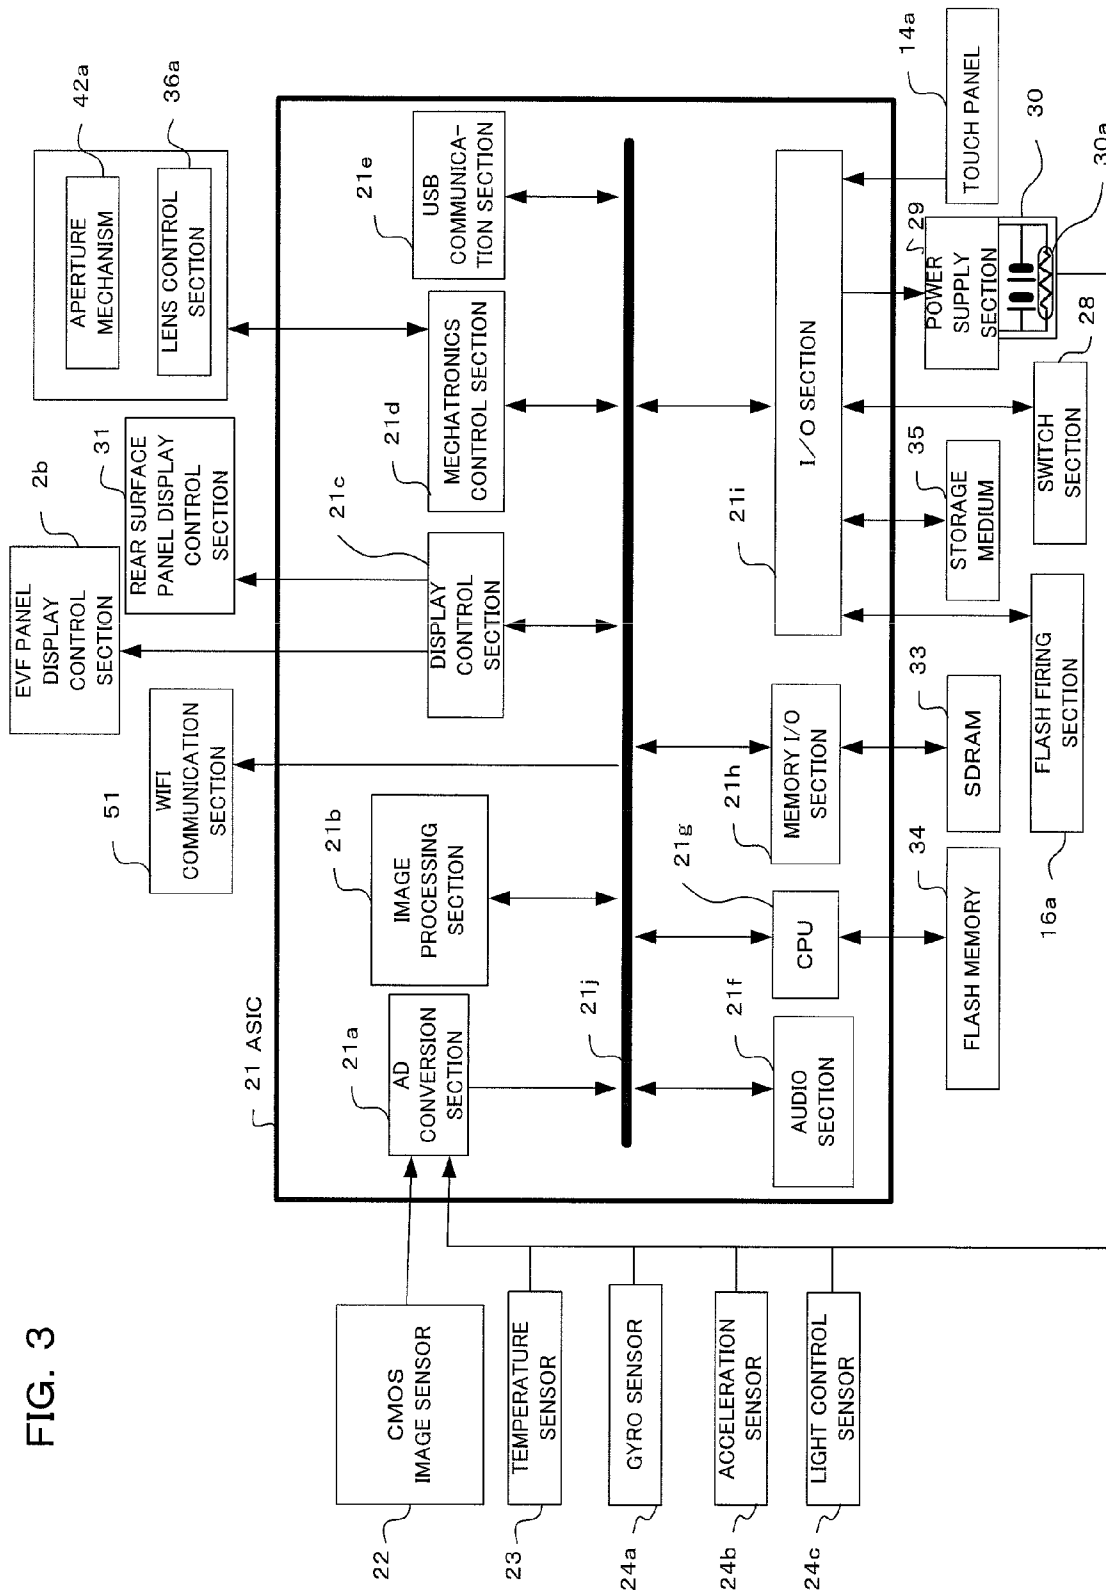 FIG. 3
21 ASIC
22
CMOS
IMAGE SENSOR
23
TEMPERATURE
SENSOR
24a
GYRO SENSOR
24b
ACCELERATION
SENSOR
24c
LIGHT CONTROL
SENSOR
21a
AD
CONVERSION
SECTION
21b
IMAGE
PROCESSING
SECTION
51
WIFI
COMMUNICATION
SECTION
2b
EVF PANEL
DISPLAY
CONTROL
SECTION
31
REAR SURFACE
PANEL DISPLAY
CONTROL
SECTION
42a
APERTURE
MECHANISM
36a
LENS CONTROL
SECTION
21c
DISPLAY
CONTROL
SECTION
21d
MECHATRONICS
CONTROL SECTION
21e
USB
COMMUNICA-
TION SECTION
21j
21f
AUDIO
SECTION
21g
CPU
21h
MEMORY I/O
SECTION
21i
I/O SECTION
34
FLASH MEMORY
33
SDRAM
16a
FLASH FIRING
SECTION
35
STORAGE
MEDIUM
28
SWITCH
SECTION
29
POWER
SUPPLY
SECTION
30
30a
14a
TOUCH PANEL